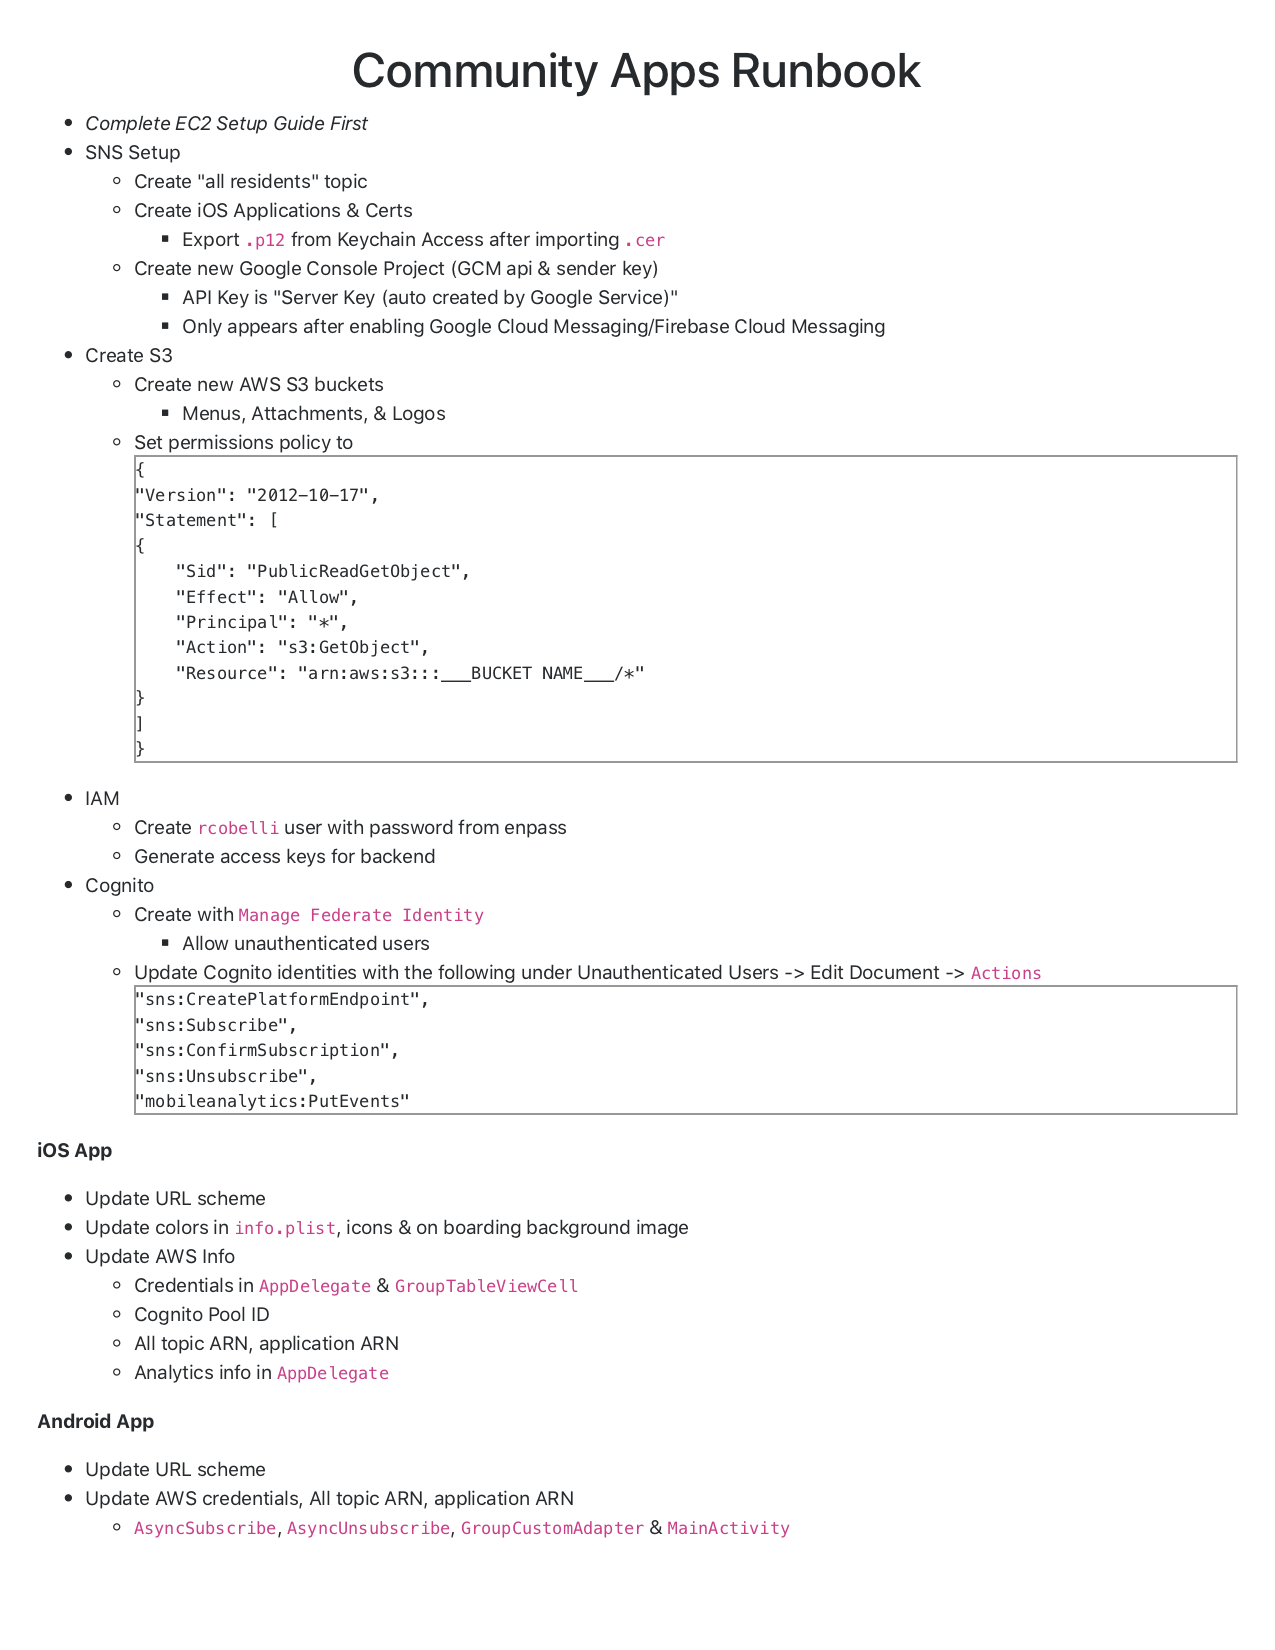 Community Apps Runbook
Complete EC2 Setup Guide First
SNS Setup
Create "all residents" topic
Create iOS Applications & Certs
Export .p12 from Keychain Access after importing .cer
Create new Google Console Project (GCM api & sender key)
API Key is "Server Key (auto created by Google Service)"
Only appears after enabling Google Cloud Messaging/Firebase Cloud Messaging
Create S3
Create new AWS S3 buckets
Menus, Attachments, & Logos
Set permissions policy to
{
"Version": "2012-10-17",
"Statement": [
{
    "Sid": "PublicReadGetObject",
    "Effect": "Allow",
    "Principal": "*",
    "Action": "s3:GetObject",
    "Resource": "arn:aws:s3:::___BUCKET NAME___/*"
}
]
}
IAM
Create rcobelli user with password from enpass
Generate access keys for backend
Cognito
Create with Manage Federate Identity
Allow unauthenticated users
Update Cognito identities with the following under Unauthenticated Users -> Edit Document -> Actions
"sns:CreatePlatformEndpoint",
"sns:Subscribe",
"sns:ConfirmSubscription",
"sns:Unsubscribe",
"mobileanalytics:PutEvents"
iOS App
Update URL scheme
Update colors in info.plist, icons & on boarding background image
Update AWS Info
Credentials in AppDelegate & GroupTableViewCell
Cognito Pool ID
All topic ARN, application ARN
Analytics info in AppDelegate
Android App
Update URL scheme
Update AWS credentials, All topic ARN, application ARN
AsyncSubscribe, AsyncUnsubscribe, GroupCustomAdapter & MainActivity